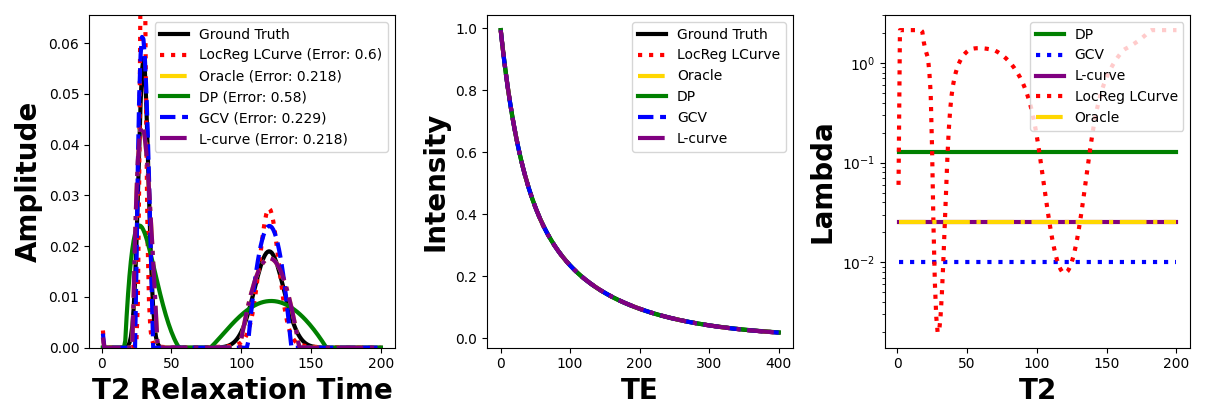 0.06
0.05
0.04
0.03
0.02
0.01
0.00
Amplitude
0
50
100
150
200
T2 Relaxation Time
Ground Truth
LocReg LCurve (Error: 0.6)
Oracle (Error: 0.218)
DP (Error: 0.58)
GCV (Error: 0.229)
L-curve (Error: 0.218)
1.0
0.8
0.6
0.4
0.2
0.0
Intensity
0
100
200
300
400
TE
Ground Truth
LocReg LCurve
Oracle
DP
GCV
L-curve
10⁰
10⁻¹
10⁻²
Lambda
0
50
100
150
200
T2
DP
GCV
L-curve
LocReg LCurve
Oracle